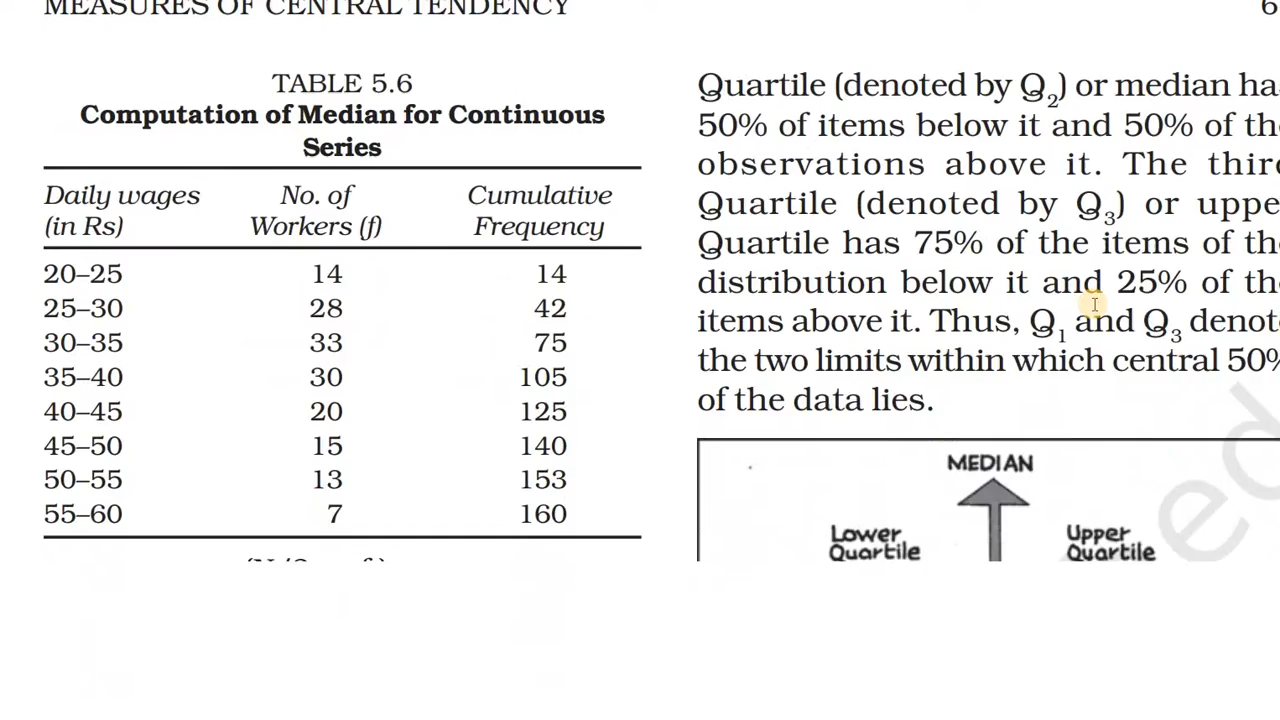 MEASURES OF CENTRAL TENDENCY
6
TABLE 5.6
Computation of Median for Continuous
Series
Daily wages No. of Cumulative
(in Rs) Workers (f) Frequency
20–25 14 14
25–30 28 42
30–35 33 75
35–40 30 105
40–45 20 125
45–50 15 140
50–55 13 153
55–60 7 160
Quartile (denoted by Q2) or median ha
50% of items below it and 50% of the
observations above it. The third
Quartile (denoted by Q3) or uppe
Quartile has 75% of the items of the
distribution below it and 25% of the
items above it. Thus, Q1 and Q3 denote
the two limits within which central 50%
of the data lies.
MEDIAN
Lower Upper
Quartile Quartile
ed